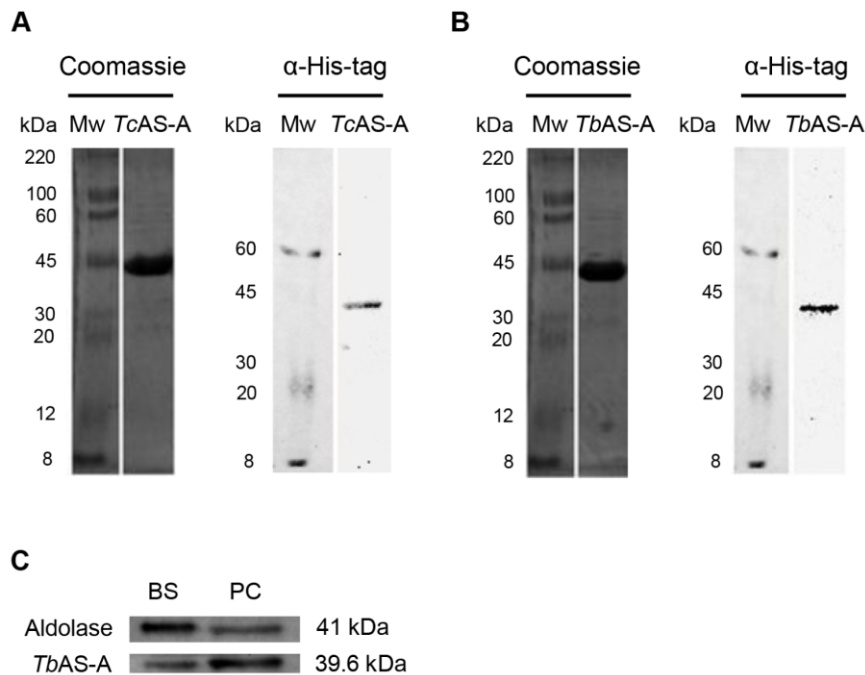 A
B
Coomassie
α-His-tag
Coomassie
α-His-tag
kDa Mw TcAS-A
kDa Mw TcAS-A
kDa Mw TbAS-A
kDa Mw TbAS-A
220
100
60
45
30
20
12
8
60
45
30
20
8
220
100
60
45
30
20
12
8
60
45
30
20
8
C
BS PC
Aldolase 41 kDa
TbAS-A 39.6 kDa